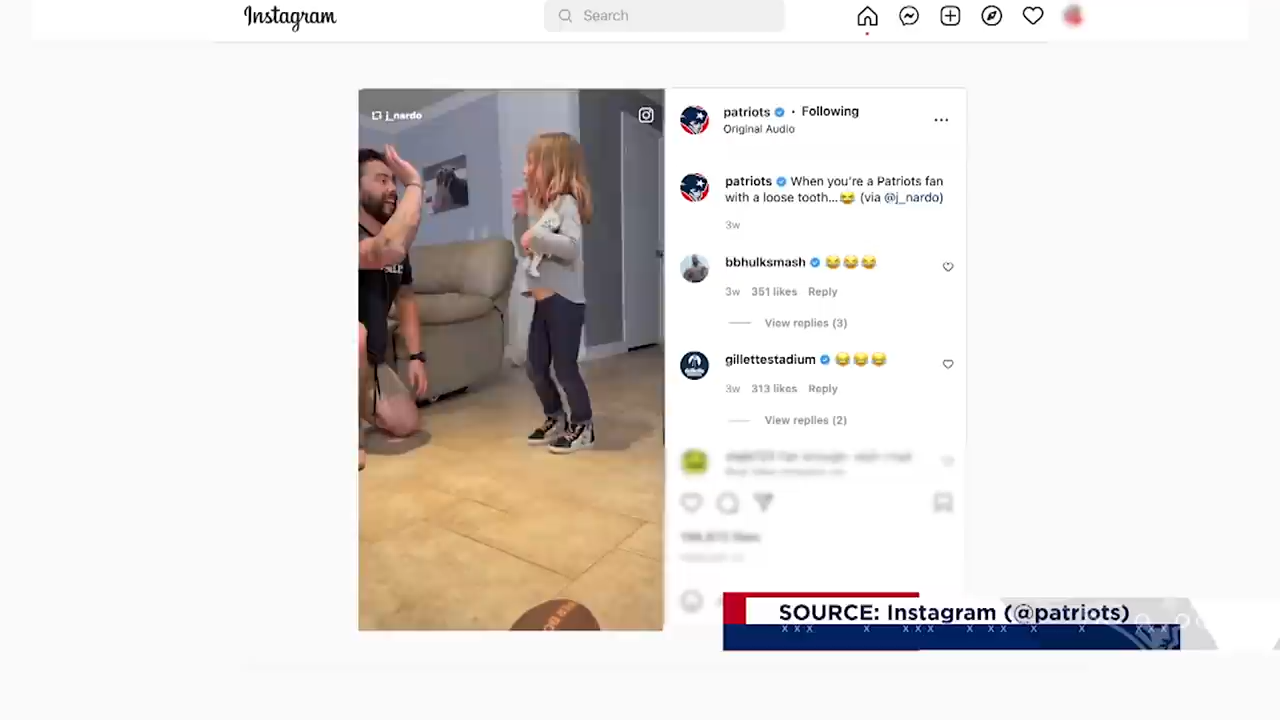 Instagram
Search
j_nardo
patriots · Following
Original Audio
patriots When you're a Patriots fan
with a loose tooth...😂 (via @j_nardo)
3w
bbhulksmash 😂😂😂
3w 351 likes Reply
View replies (3)
gillettestadium 😂😂😂
3w 313 likes Reply
View replies (2)
SOURCE: Instagram (@patriots)